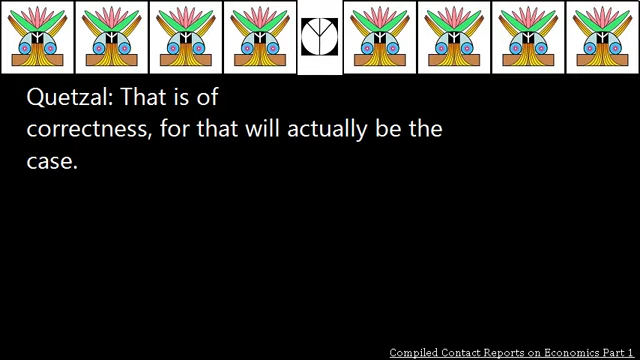 Quetzal: That is of
correctness, for that will actually be the
case.
Compiled Contact Reports on Economics Part 1